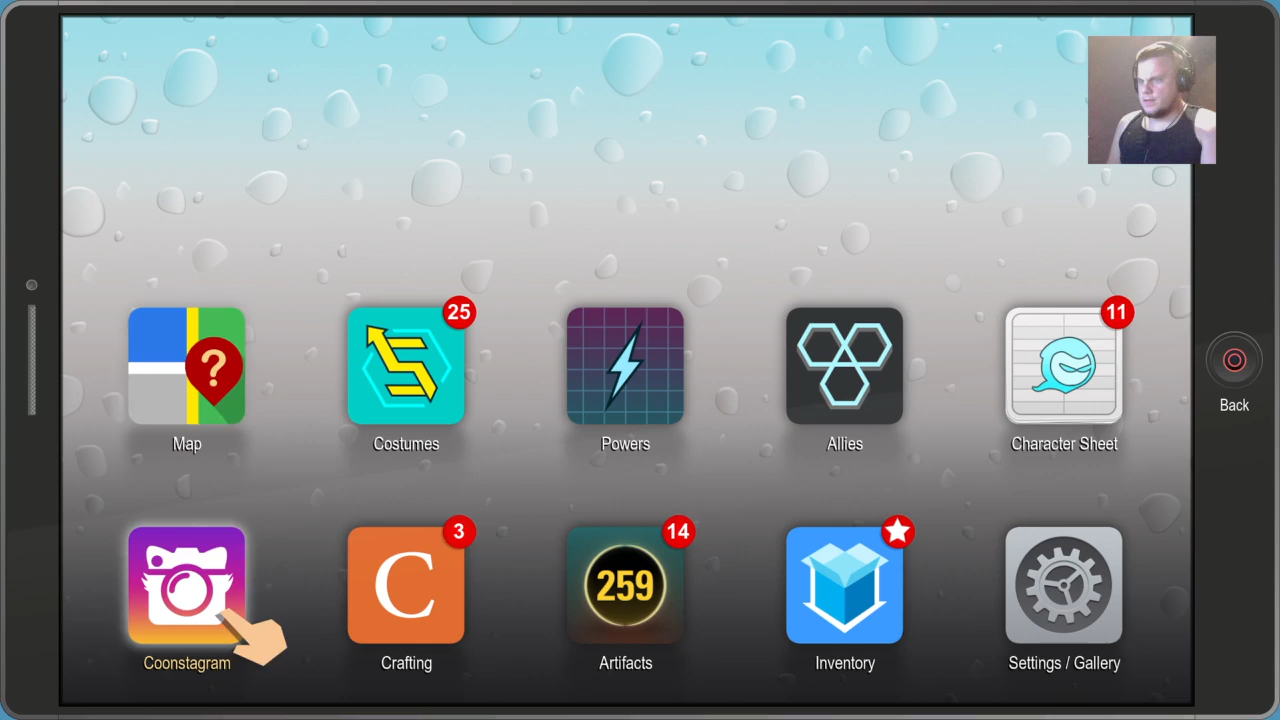 25
11
?
Map
Costumes
Powers
Allies
Character Sheet
Back
3
14
C
259
Coonstagram
Crafting
Artifacts
Inventory
Settings / Gallery